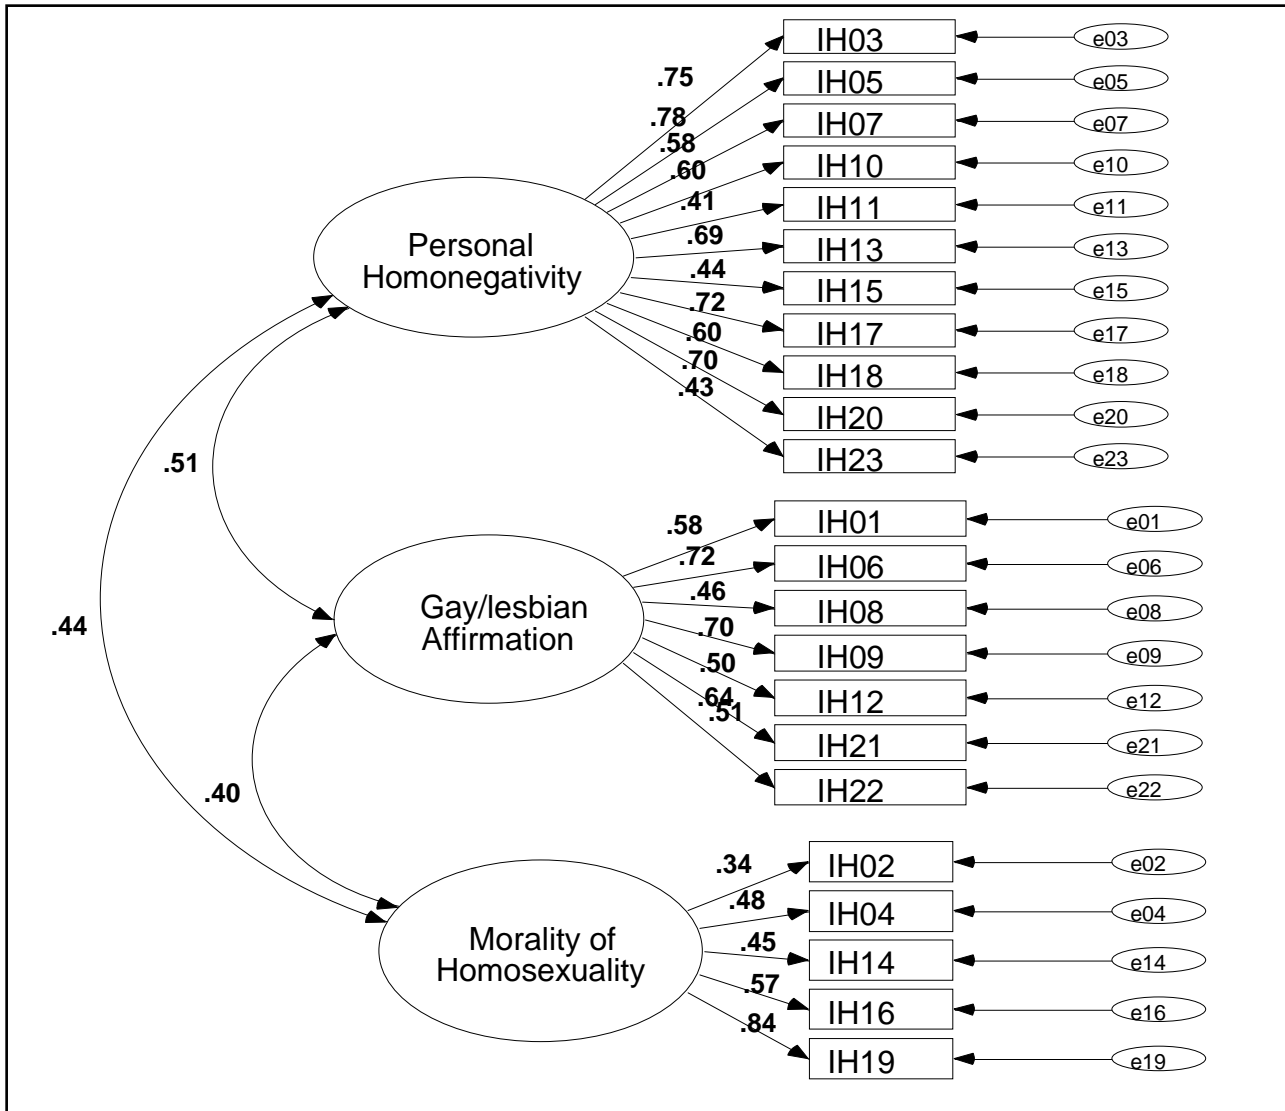 IH03
e03
.75
IH05
e05
.78
IH07
e07
.58
IH10
e10
.60
IH11
e11
.41
IH13
e13
.69
IH15
e15
.44
IH17
e17
.72
IH18
e18
.60
IH20
e20
.70
IH23
e23
.43
Personal
Homonegativity
.51
IH01
e01
.58
IH06
e06
.72
IH08
e08
.46
IH09
e09
.70
IH12
e12
.50
IH21
e21
.64
IH22
e22
.51
Gay/lesbian
Affirmation
.44
.40
IH02
e02
.34
IH04
e04
.48
IH14
e14
.45
IH16
e16
.57
IH19
e19
.84
Morality of
Homosexuality